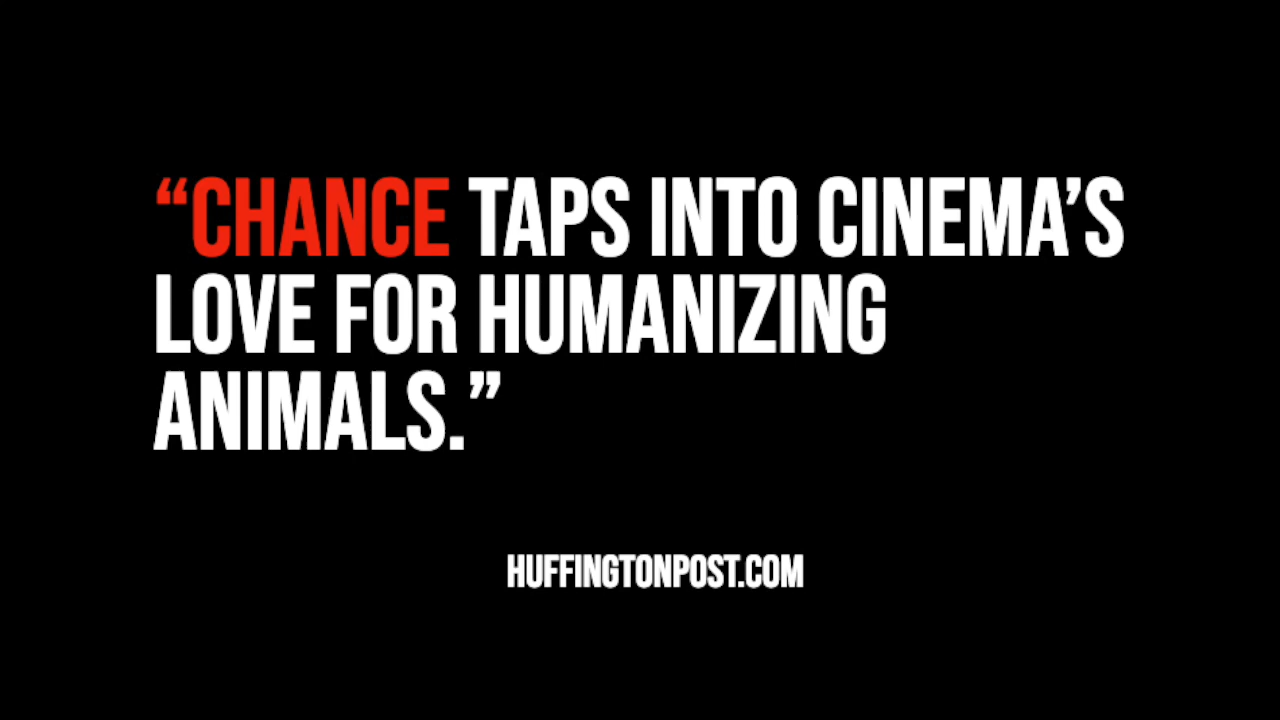 “CHANCE TAPS INTO CINEMA’S
LOVE FOR HUMANIZING
ANIMALS.”
HUFFINGTONPOST.COM